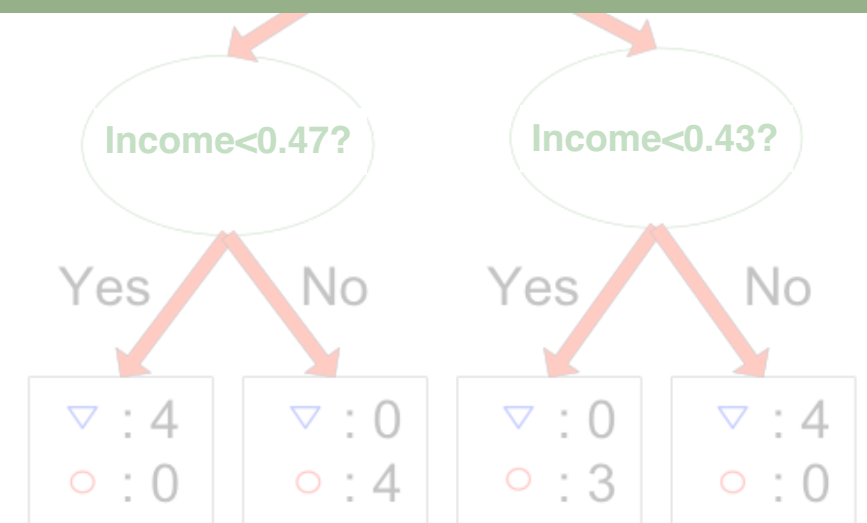 Income<0.47?
Income<0.43?
Yes
No
Yes
No
: 4
: 0
: 0
: 4
: 0
: 3
: 4
: 0